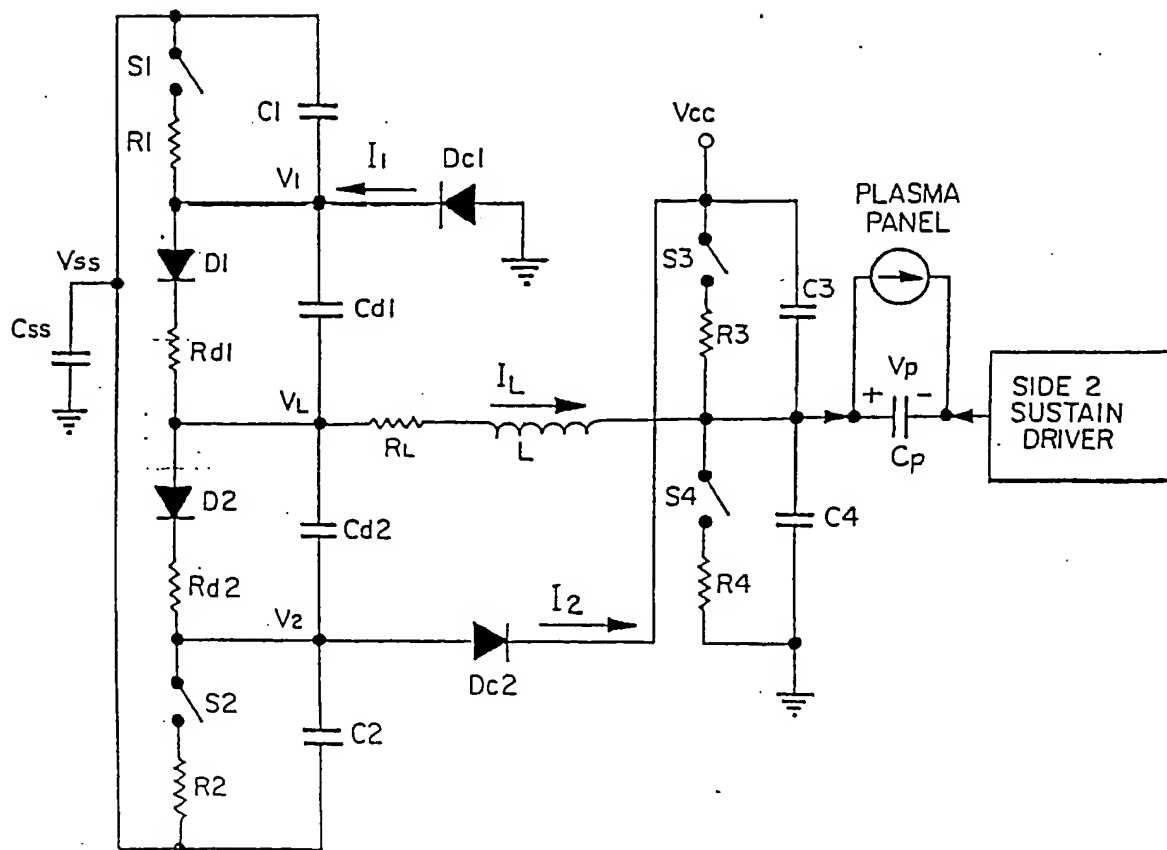 S1
C1
R1
Vcc
I1
Dc1
V1
PLASMA
PANEL
Vss
D1
S3
C3
Css
Cd1
R3
Rd1
IL
Vp
+ -
VL
RL
L
Cp
SIDE 2
SUSTAIN
DRIVER
D2
S4
Cd2
C4
Rd2
I2
R4
V2
Dc2
S2
C2
R2